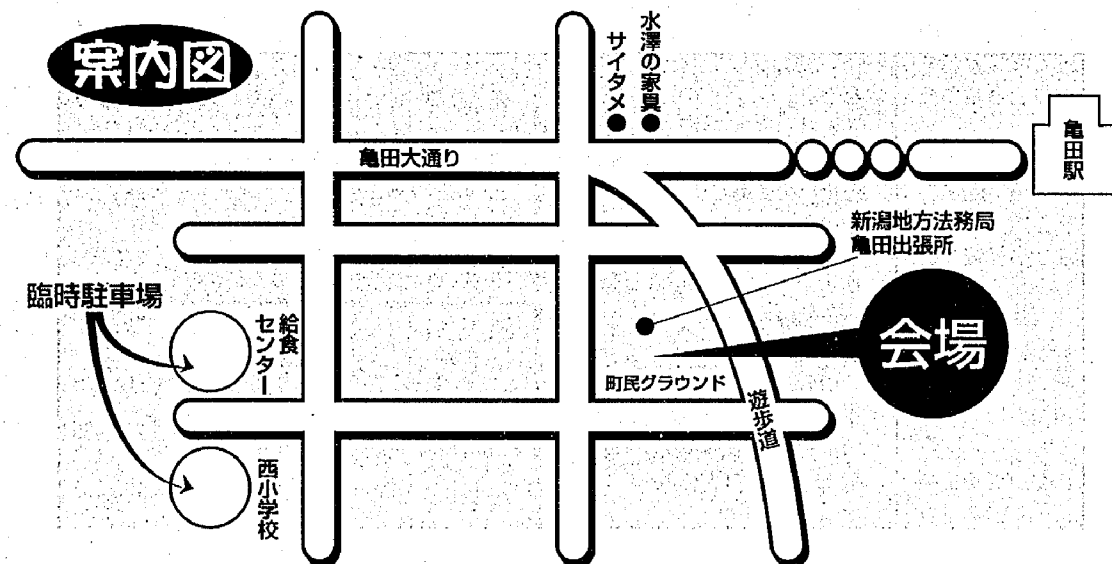 案内図
水澤の家具
サイタメ
亀田大通り
亀田駅
新潟地方法務局
亀田出張所
臨時駐車場
給食
センター
会場
町民グラウンド
遊歩道
西小学校